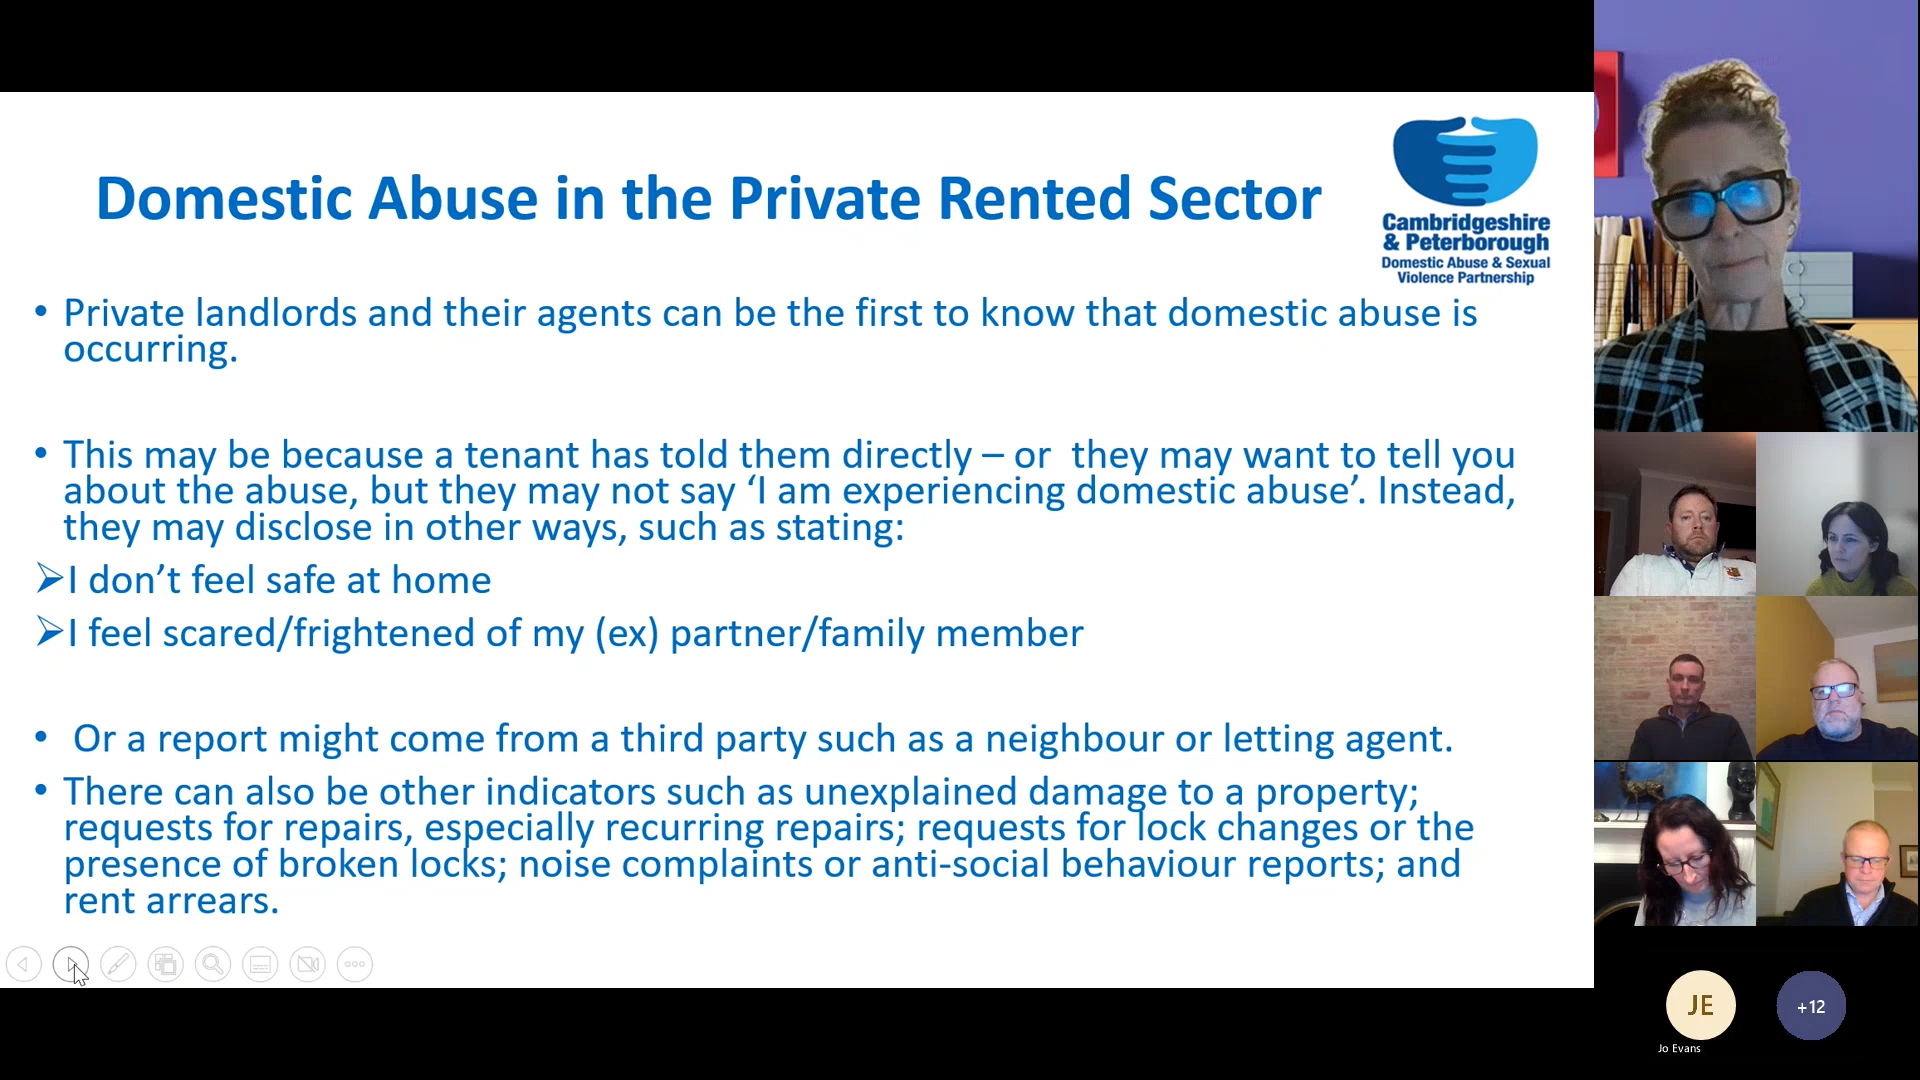 Domestic Abuse in the Private Rented Sector
Cambridgeshire
& Peterborough
Domestic Abuse & Sexual
Violence Partnership
• Private landlords and their agents can be the first to know that domestic abuse is
occurring.
• This may be because a tenant has told them directly – or  they may want to tell you
about the abuse, but they may not say ‘I am experiencing domestic abuse’. Instead,
they may disclose in other ways, such as stating:
➢I don’t feel safe at home
➢I feel scared/frightened of my (ex) partner/family member
• Or a report might come from a third party such as a neighbour or letting agent.
• There can also be other indicators such as unexplained damage to a property;
requests for repairs, especially recurring repairs; requests for lock changes or the
presence of broken locks; noise complaints or anti-social behaviour reports; and
rent arrears.
JE
+12
Jo Evans